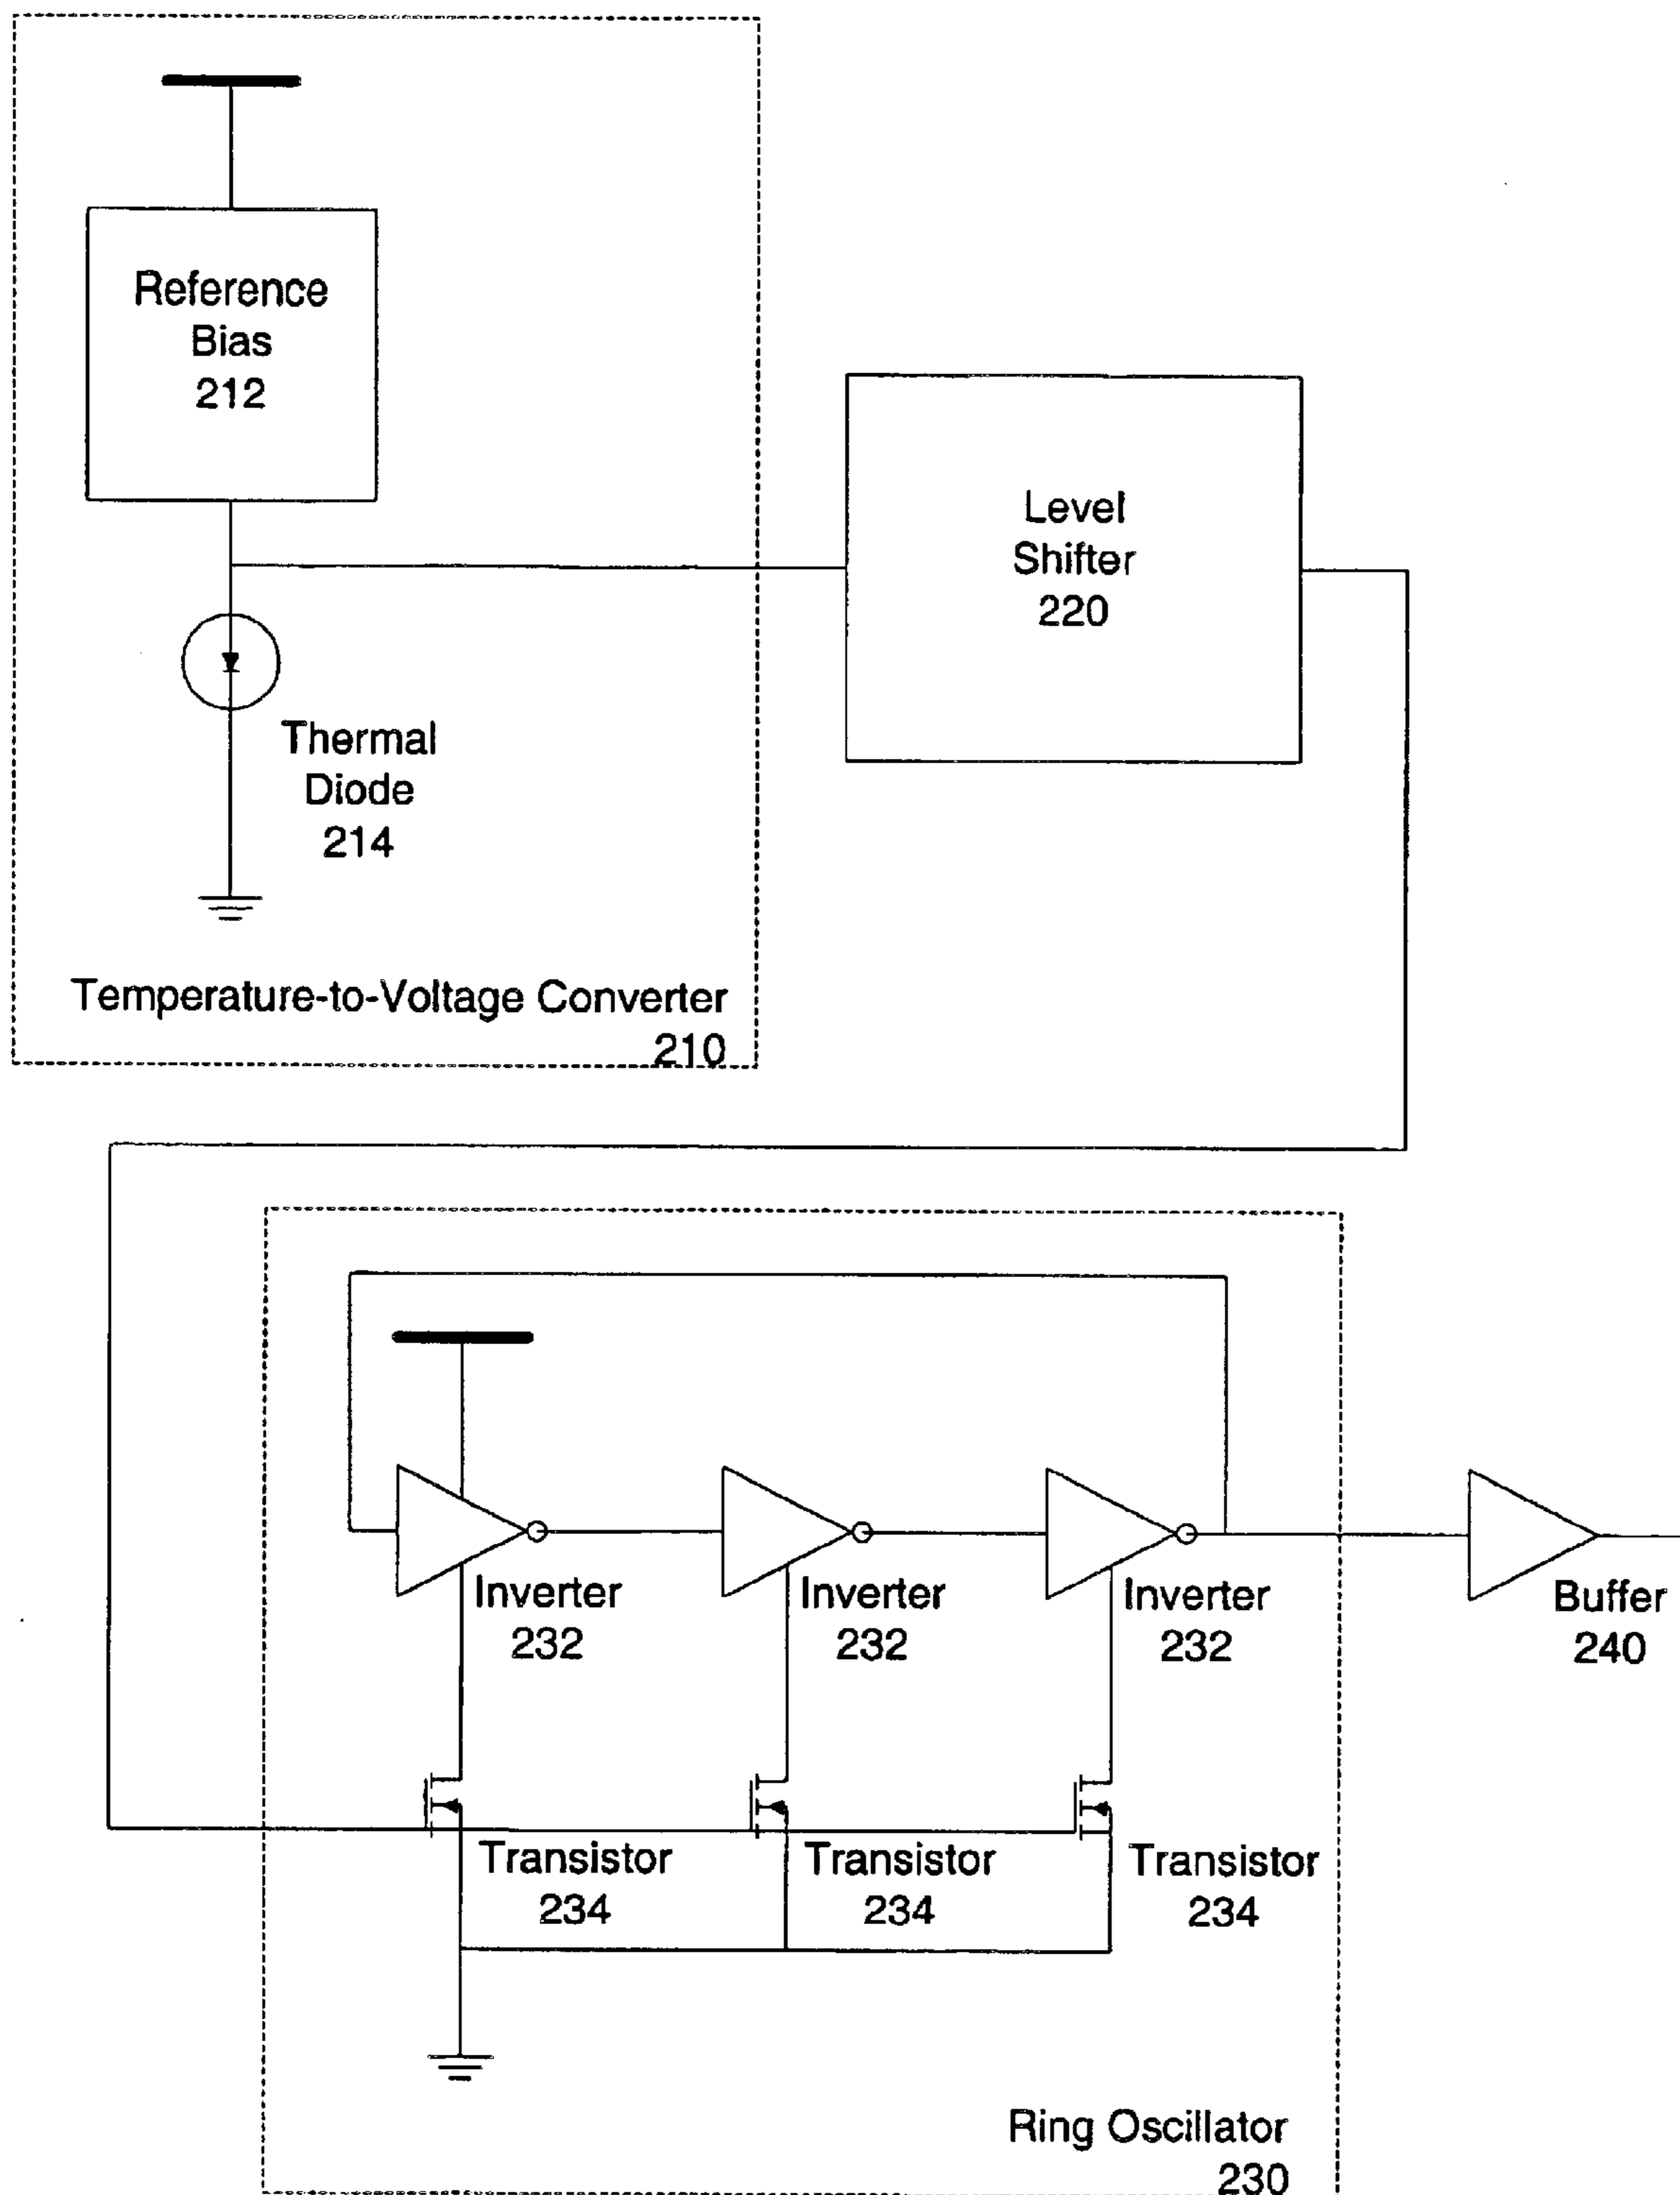 Reference
Bias
212
Level
Shifter
220
Thermal
Diode
214
Temperature-to-Voltage Converter
210
Inverter
232
Inverter
232
Inverter
232
Buffer
240
Transistor
234
Transistor
234
Transistor
234
Ring Oscillator
230